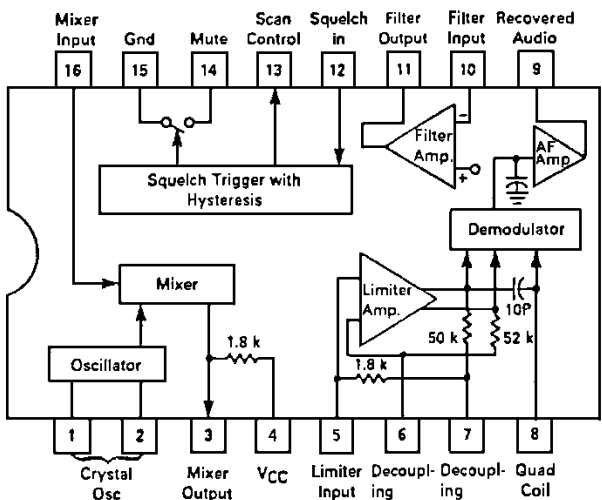 Mixer Input
Gnd
Mute
Scan Control
Squelch in
Filter Output
Filter Input
Recovered Audio
16
15
14
13
12
11
10
9
Filter Amp.
−
+
AF Amp
Squelch Trigger with Hysteresis
Demodulator
Mixer
Limiter Amp.
10P
1.8 k
50 k
52 k
Oscillator
1.8 k
1
2
3
4
5
6
7
8
Crystal Osc
Mixer Output
VCC
Limiter Input
Decoupl-
ing
Decoupl-
ing
Quad Coil